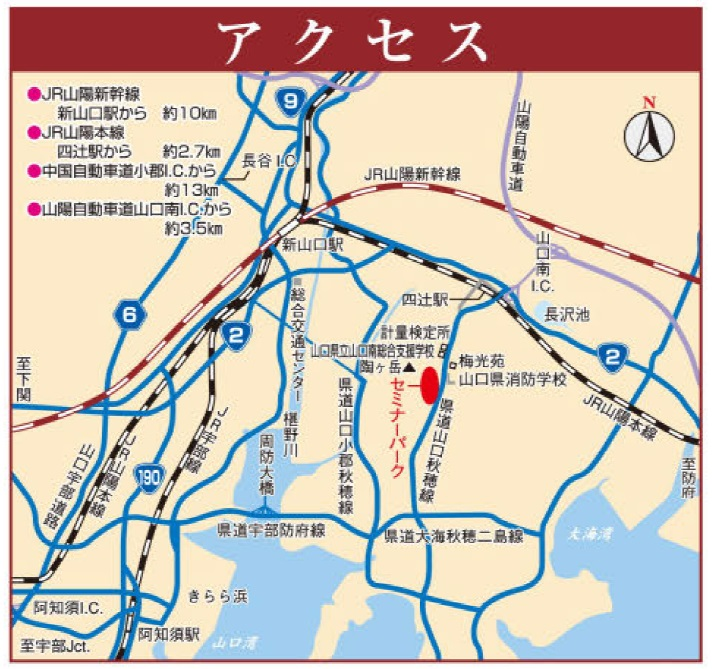 アクセス
●JR山陽新幹線
新山口駅から 約10km
●JR山陽本線
四辻駅から 約2.7km
●中国自動車道小郡I.C.から
約13km
●山陽自動車道山口南I.C.から
約3.5km
9
N
山陽自動車道
長谷I.C.
JR山陽新幹線
新山口駅
山口南I.C.
四辻駅
長沢池
6
2
総合交通センター
計量検定所
山口県立山口南総合支援学校
陶ヶ岳▲
梅光苑
山口県消防学校
2
至下関
セミナーパーク
県道山口秋穂線
県道山口小郡秋穂線
JR山陽本線
至防府
椹野川
周防大橋
JR宇部線
JR山陽本線
山口宇部道路
190
県道宇部防府線
県道大海秋穂二島線
大海湾
きらら浜
阿知須I.C.
阿知須駅
至宇部Jct.
山口湾